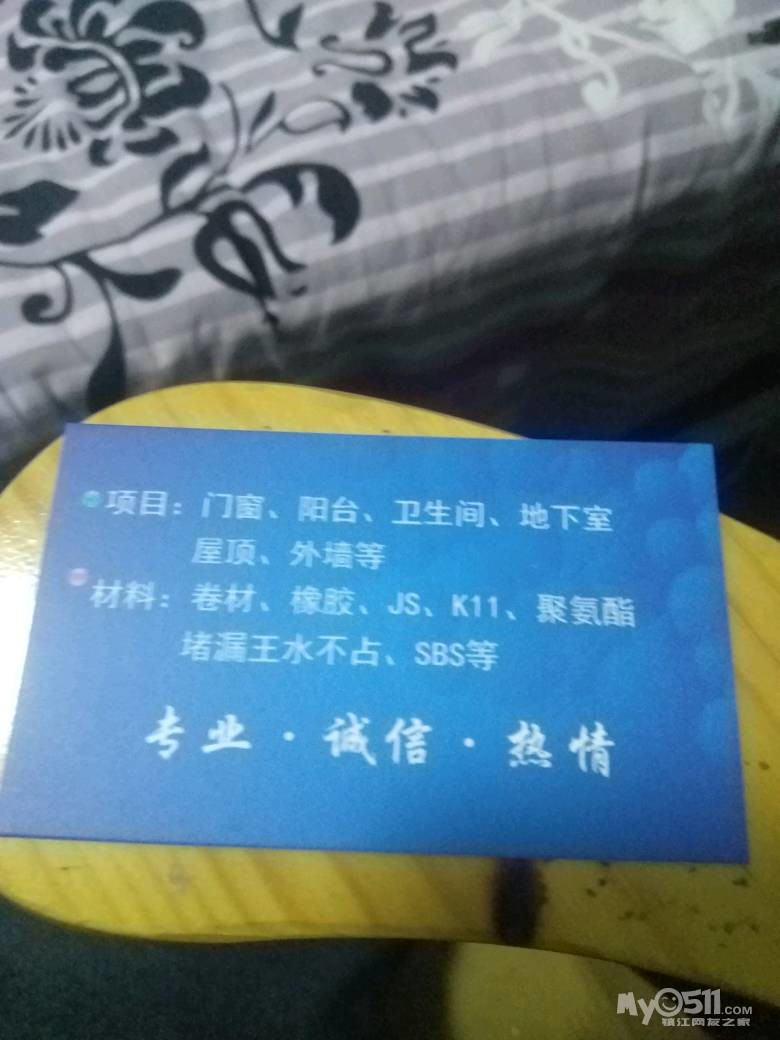 项目：门窗、阳台、卫生间、地下室
屋顶、外墙等
材料：卷材、橡胶、JS、K11、聚氨酯
堵漏王水不占、SBS等
专业·诚信·热情
My0511.COM
镇江网友之家